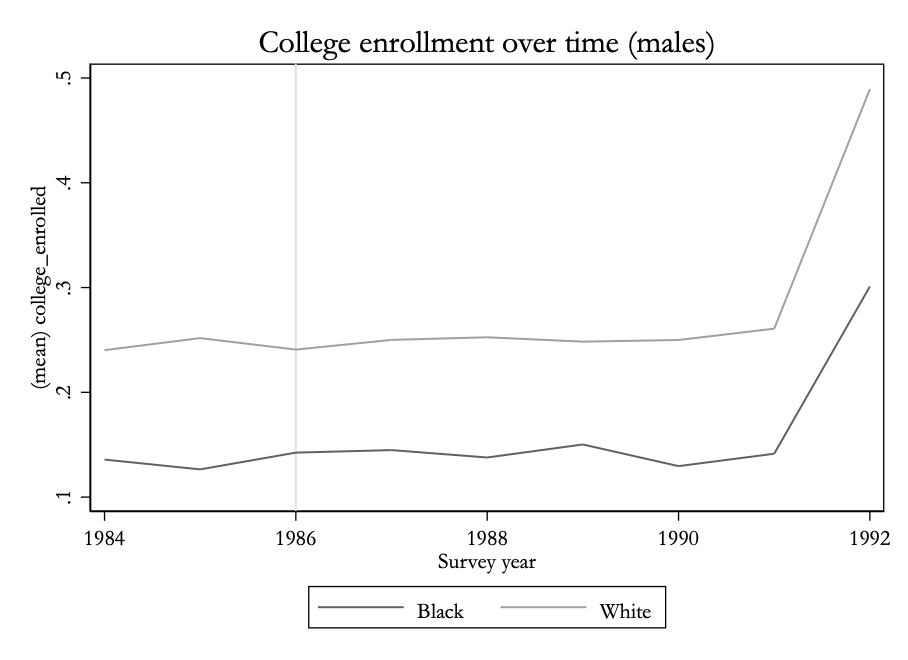 College enrollment over time (males)
(mean) college_enrolled
.5
.4
.3
.2
.1
1984 1986 1988 1990 1992
Survey year
Black White